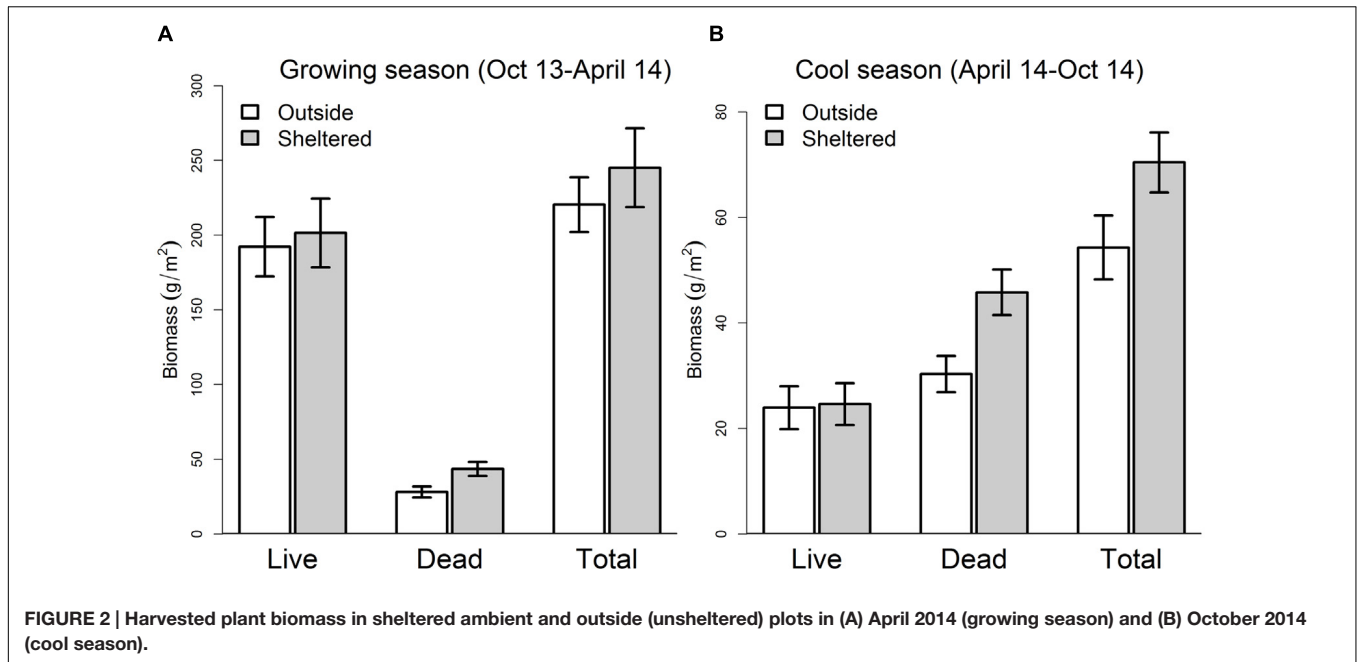 A
Growing season (Oct 13-April 14)
Outside
Sheltered
Biomass (g/m²)
300
250
200
150
100
50
0
Live Dead Total
B
Cool season (April 14-Oct 14)
Outside
Sheltered
Biomass (g/m²)
80
60
40
20
0
Live Dead Total
FIGURE 2 | Harvested plant biomass in sheltered ambient and outside (unsheltered) plots in (A) April 2014 (growing season) and (B) October 2014
(cool season).